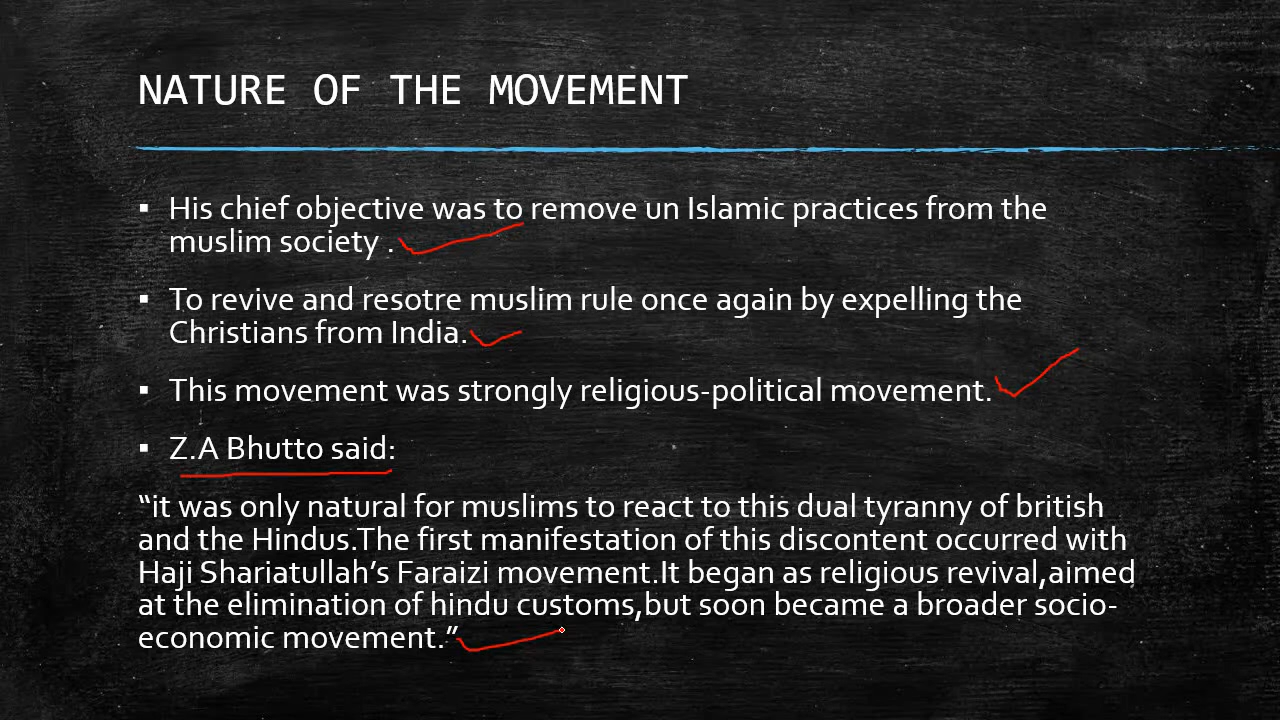 NATURE OF THE MOVEMENT
▪ His chief objective was to remove un Islamic practices from the
muslim society .
▪ To revive and resotre muslim rule once again by expelling the
Christians from India.
▪ This movement was strongly religious-political movement.
▪ Z.A Bhutto said:
“it was only natural for muslims to react to this dual tyranny of british
and the Hindus.The first manifestation of this discontent occurred with
Haji Shariatullah’s Faraizi movement.It began as religious revival,aimed
at the elimination of hindu customs,but soon became a broader socio-
economic movement.”